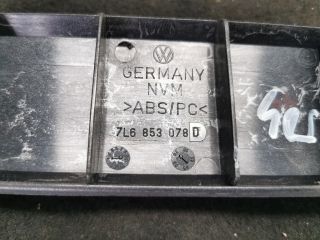 GERMANY
NVM
>ABS/PC<
7L6 853 078 D